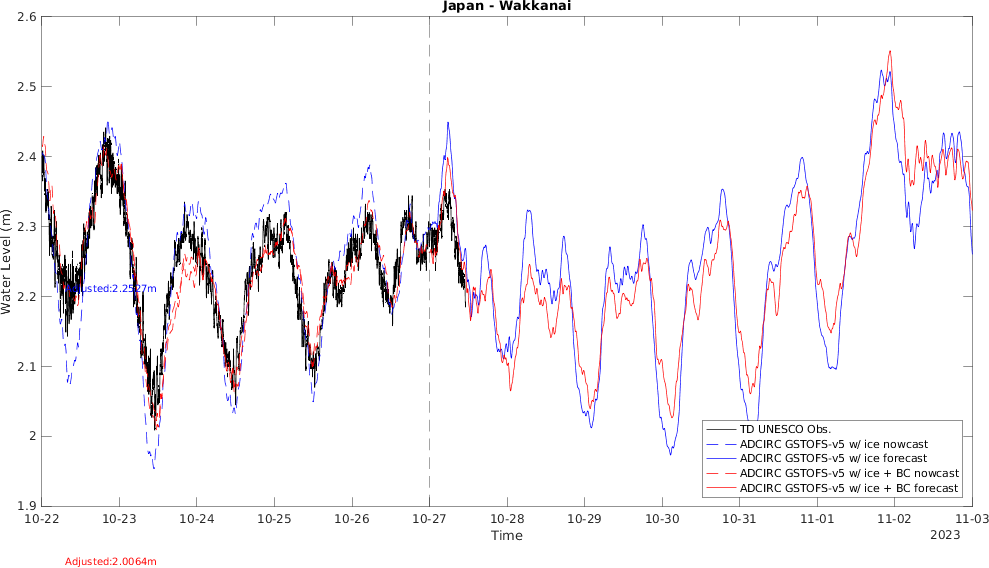 Japan - Wakkanai
2.6
2.5
2.4
2.3
2.2
2.1
2
1.9
Water Level (m)
Adjusted:2.2527m
TD UNESCO Obs.
ADCIRC GSTOFS-v5 w/ ice nowcast
ADCIRC GSTOFS-v5 w/ ice forecast
ADCIRC GSTOFS-v5 w/ ice + BC nowcast
ADCIRC GSTOFS-v5 w/ ice + BC forecast
10-22 10-23 10-24 10-25 10-26 10-27 10-28 10-29 10-30 10-31 11-01 11-02 11-03
Time
2023
Adjusted:2.0064m